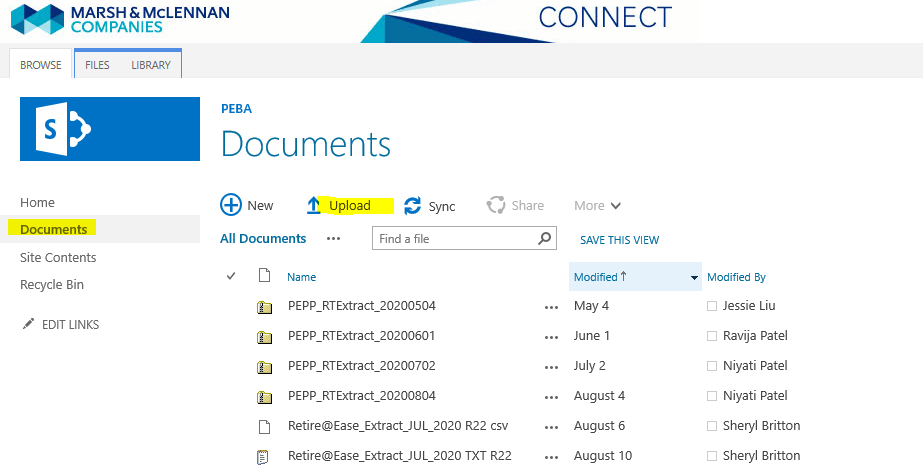 MARSH & McLENNAN
COMPANIES
CONNECT
BROWSE FILES LIBRARY
S
PEBA
Documents
Home
Documents
Site Contents
Recycle Bin
EDIT LINKS
New Upload Sync Share More
All Documents ••• Find a file SAVE THIS VIEW
Name Modified Modified By
PEPP_RTExtract_20200504 ••• May 4 Jessie Liu
PEPP_RTExtract_20200601 ••• June 1 Ravija Patel
PEPP_RTExtract_20200702 ••• July 2 Niyati Patel
PEPP_RTExtract_20200804 ••• August 4 Niyati Patel
Retire@Ease_Extract_JUL_2020 R22 csv ••• August 6 Sheryl Britton
Retire@Ease_Extract_JUL_2020 TXT R22 ••• August 10 Sheryl Britton